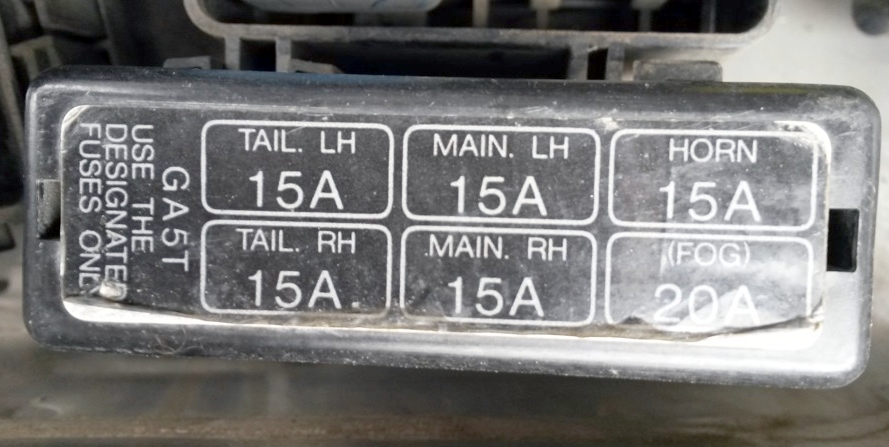 GA5T
USE THE
DESIGNATED
FUSES
TAIL. LH
15A
MAIN. LH
15A
HORN
15A
TAIL. RH
15A
MAIN. RH
15A
(FOG)
20A